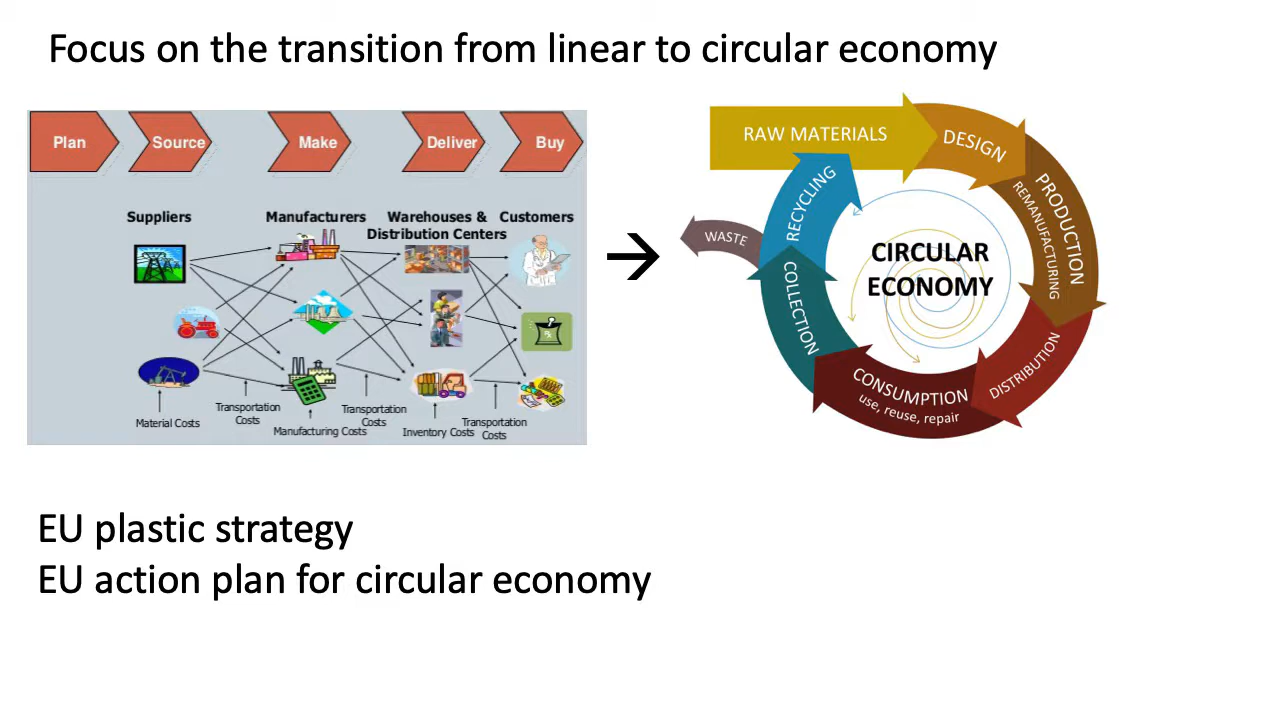 Focus on the transition from linear to circular economy
Plan
Source
Make
Deliver
Buy
Suppliers
Manufacturers
Warehouses &
Distribution Centers
Customers
Material Costs
Transportation
Costs
Manufacturing Costs
Transportation
Costs
Inventory Costs
Transportation
Costs
→
RAW MATERIALS
DESIGN
PRODUCTION
REMANUFACTURING
DISTRIBUTION
CONSUMPTION
use, reuse, repair
COLLECTION
RECYCLING
WASTE
CIRCULAR
ECONOMY
EU plastic strategy
EU action plan for circular economy